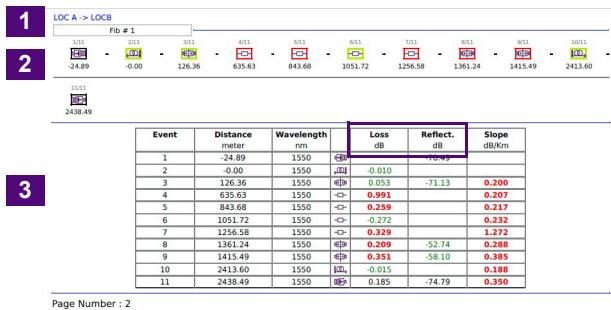 1
LOC A -> LOCB
Fib # 1
2
1/11 2/11 3/11 4/11 5/11 6/11 7/11 8/11 9/11 10/11
-24.89 -0.00 126.36 635.63 843.68 1051.72 1256.58 1361.24 1415.49 2413.60
11/11
2438.49
3
Event Distance Wavelength Loss Reflect. Slope
meter nm dB dB dB/Km
1 -24.89 1550 -78.49
2 -0.00 1550 -0.010
3 126.36 1550 0.053 -71.13 0.200
4 635.63 1550 0.991 0.207
5 843.68 1550 0.259 0.217
6 1051.72 1550 -0.272 0.232
7 1256.58 1550 0.329 1.272
8 1361.24 1550 0.209 -52.74 0.288
9 1415.49 1550 0.351 -58.10 0.385
10 2413.60 1550 -0.015 0.188
11 2438.49 1550 0.185 -74.79 0.350
Page Number : 2